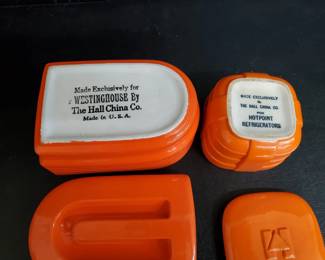 Made Exclusively for
WESTINGHOUSE By
The Hall China Co.
Made in U.S.A.
MADE EXCLUSIVELY
By
THE HALL CHINA CO.
FOR
HOTPOINT
REFRIGERATORS